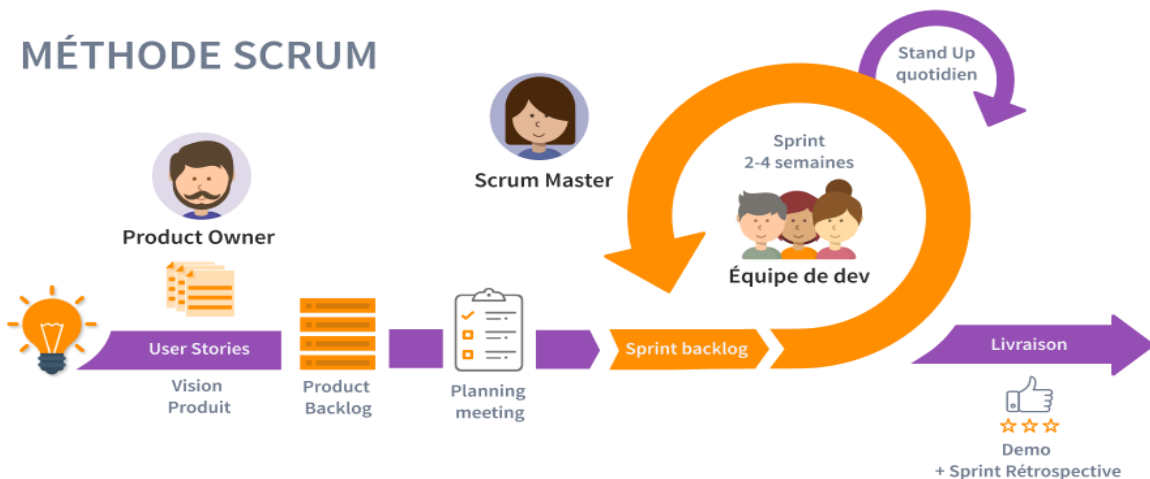 MÉTHODE SCRUM
Stand Up
quotidien
Scrum Master
Sprint
2-4 semaines
Équipe de dev
Product Owner
User Stories
Vision
Produit
Product
Backlog
Planning
meeting
Sprint backlog
Livraison
Demo
+ Sprint Rétrospective